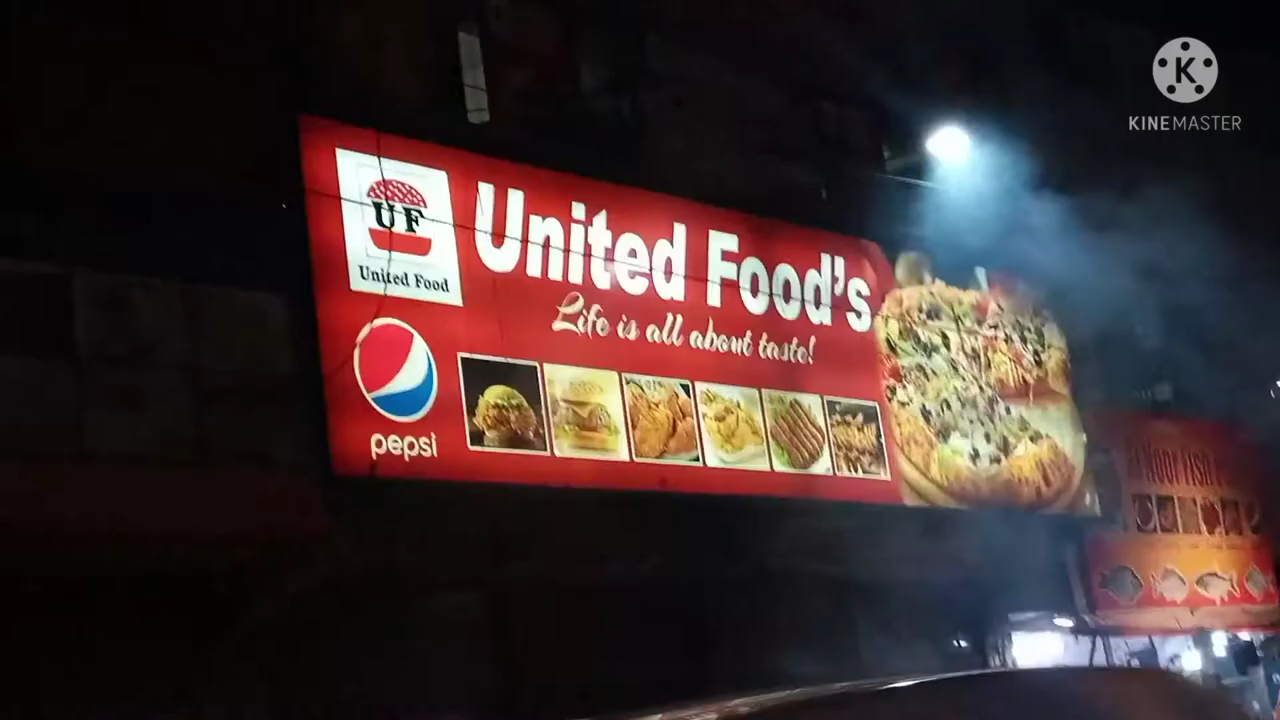 K
KINEMASTER
UF
United Food
United Food's
Life is all about taste!
pepsi